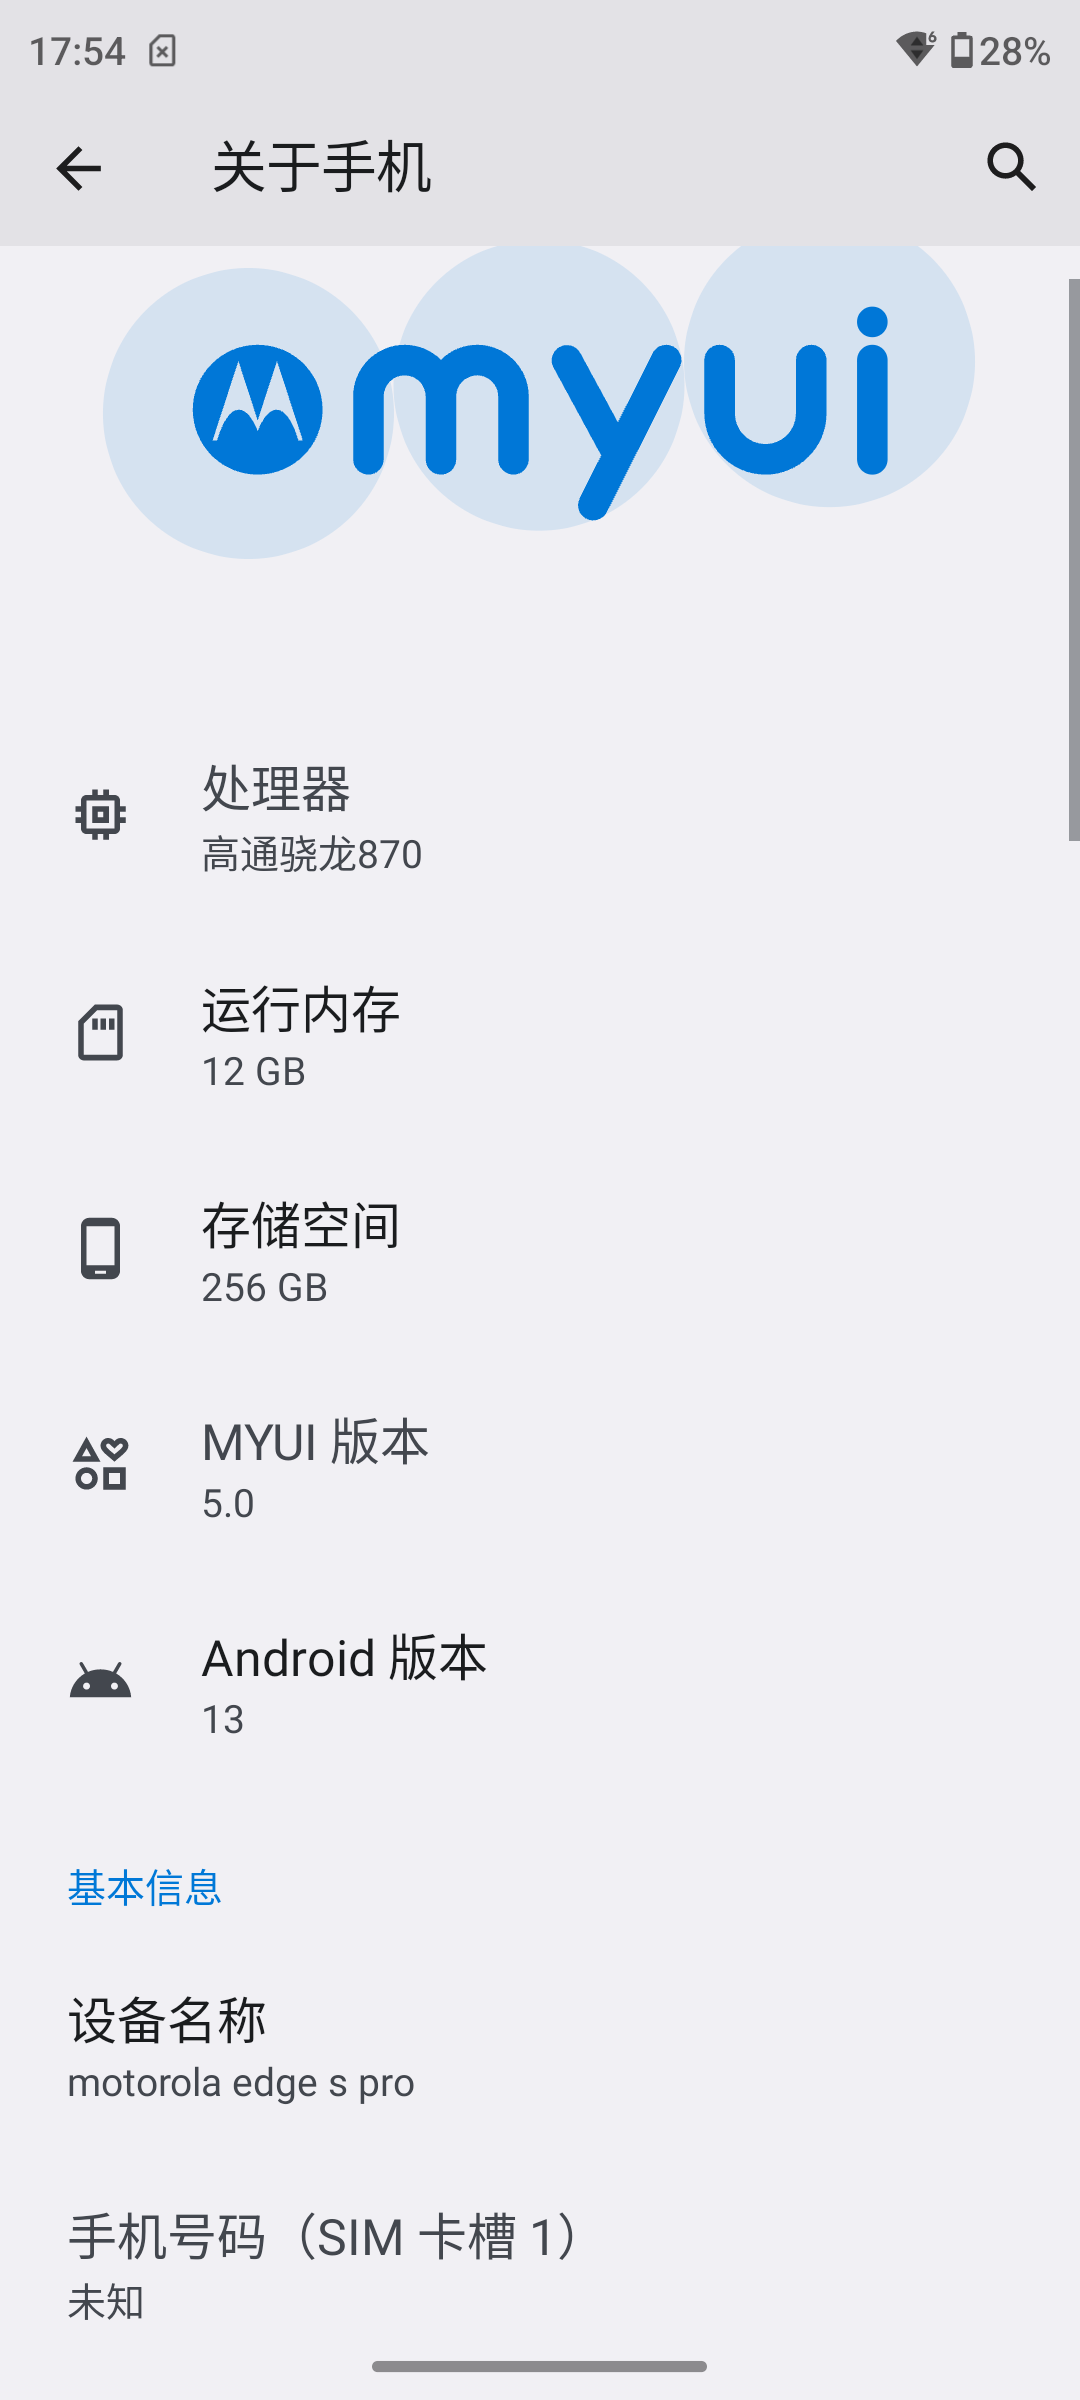 17:54
6
28%
关于手机
myui
处理器
高通骁龙870
运行内存
12 GB
存储空间
256 GB
MYUI 版本
5.0
Android 版本
13
基本信息
设备名称
motorola edge s pro
手机号码（SIM 卡槽 1）
未知